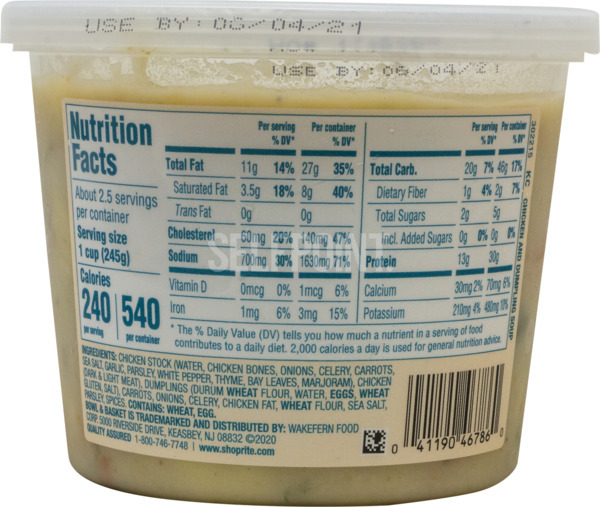 USE BY: 06/04/21
USE BY: 06/04/21
Nutrition Facts
About 2.5 servings per container
Serving size 1 cup (245g)
Calories
240 per serving
540 per container
Per serving % DV* Per container % DV*
Total Fat 11g 14% 27g 35%
Saturated Fat 3.5g 18% 8g 40%
Trans Fat 0g 0g
Cholesterol 60mg 20% 140mg 47%
Sodium 700mg 30% 1630mg 71%
Vitamin D 0mcg 0% 1mcg 6%
Iron 1mg 6% 3mg 15%
Per serving % DV* Per container % DV*
Total Carb. 20g 7% 46g 17%
Dietary Fiber 1g 4% 2g 7%
Total Sugars 2g 5g
Incl. Added Sugars 0g 0% 0g 0%
Protein 13g 30g
Calcium 30mg 2% 70mg 6%
Potassium 210mg 4% 480mg 10%
* The % Daily Value (DV) tells you how much a nutrient in a serving of food
contributes to a daily diet. 2,000 calories a day is used for general nutrition advice.
302215 KC CHICKEN AND DUMPLING SOUP
INGREDIENTS: CHICKEN STOCK (WATER, CHICKEN BONES, ONIONS, CELERY, CARROTS,
SEA SALT, GARLIC, PARSLEY, WHITE PEPPER, THYME, BAY LEAVES, MARJORAM), CHICKEN
(DARK & LIGHT MEAT), DUMPLINGS (DURUM WHEAT FLOUR, WATER, EGGS, WHEAT
GLUTEN, SALT), CARROTS, ONIONS, CELERY, CHICKEN FAT, WHEAT FLOUR, SEA SALT,
PARSLEY, SPICES. CONTAINS: WHEAT, EGG.
BOWL & BASKET IS TRADEMARKED AND DISTRIBUTED BY: WAKEFERN FOOD
CORP. 5000 RIVERSIDE DRIVE, KEASBEY, NJ 08832 ©2020
QUALITY ASSURED 1-800-746-7748 | www.shoprite.com
0 41190 46786 0